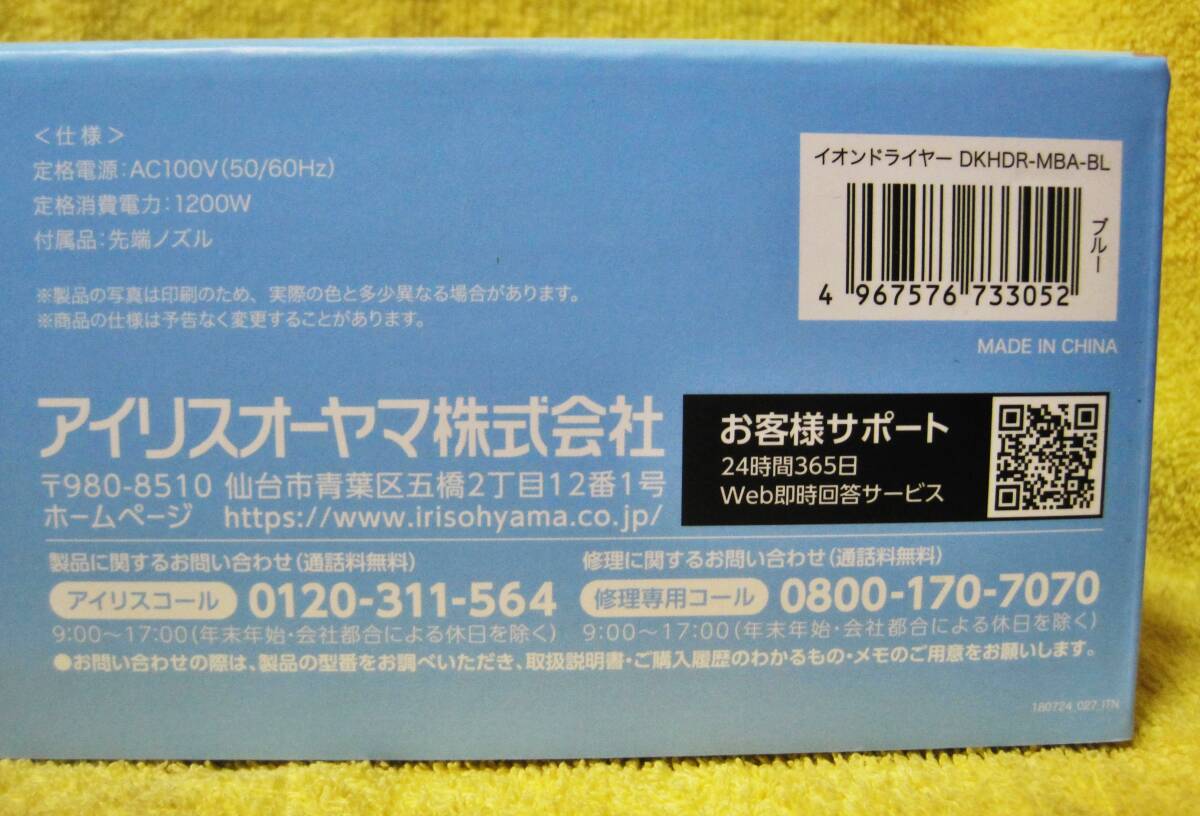 ＜仕様＞
定格電源：AC100V（50/60Hz）
定格消費電力：1200W
付属品：先端ノズル
※製品の写真は印刷のため、実際の色と多少異なる場合があります。
※商品の仕様は予告なく変更することがあります。
イオンドライヤー DKHDR-MBA-BL
ブルー
4 967576 733052
MADE IN CHINA
アイリスオーヤマ株式会社
〒980-8510 仙台市青葉区五橋2丁目12番1号
ホームページ https://www.irisohyama.co.jp/
お客様サポート
24時間365日
Web即時回答サービス
製品に関するお問い合わせ（通話料無料）
アイリスコール 0120-311-564
9:00～17:00（年末年始・会社都合による休日を除く）
修理に関するお問い合わせ（通話料無料）
修理専用コール 0800-170-7070
9:00～17:00（年末年始・会社都合による休日を除く）
●お問い合わせの際は、製品の型番をお調べいただき、取扱説明書・ご購入履歴のわかるもの・メモのご用意をお願いします。
180724_027_ITN